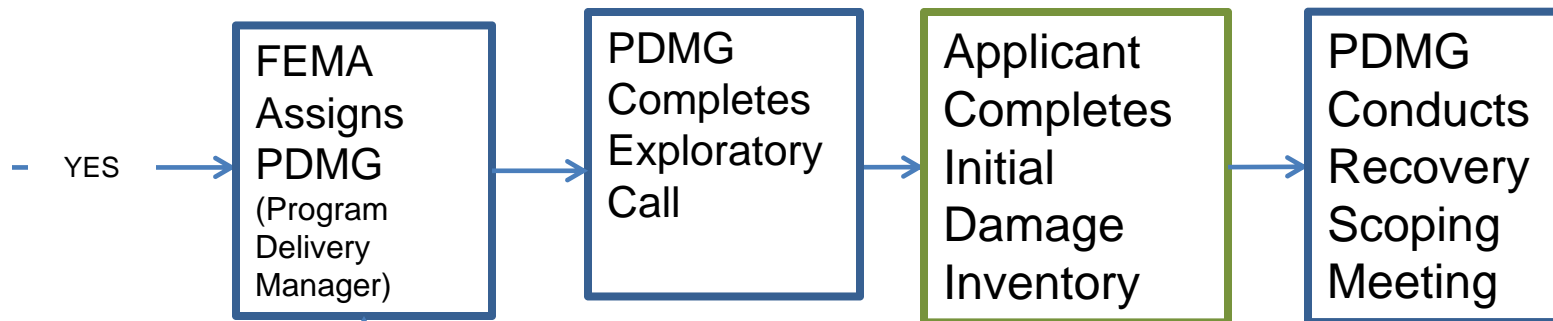 YES
FEMA
Assigns
PDMG
(Program
Delivery
Manager)
PDMG
Completes
Exploratory
Call
Applicant
Completes
Initial
Damage
Inventory
PDMG
Conducts
Recovery
Scoping
Meeting